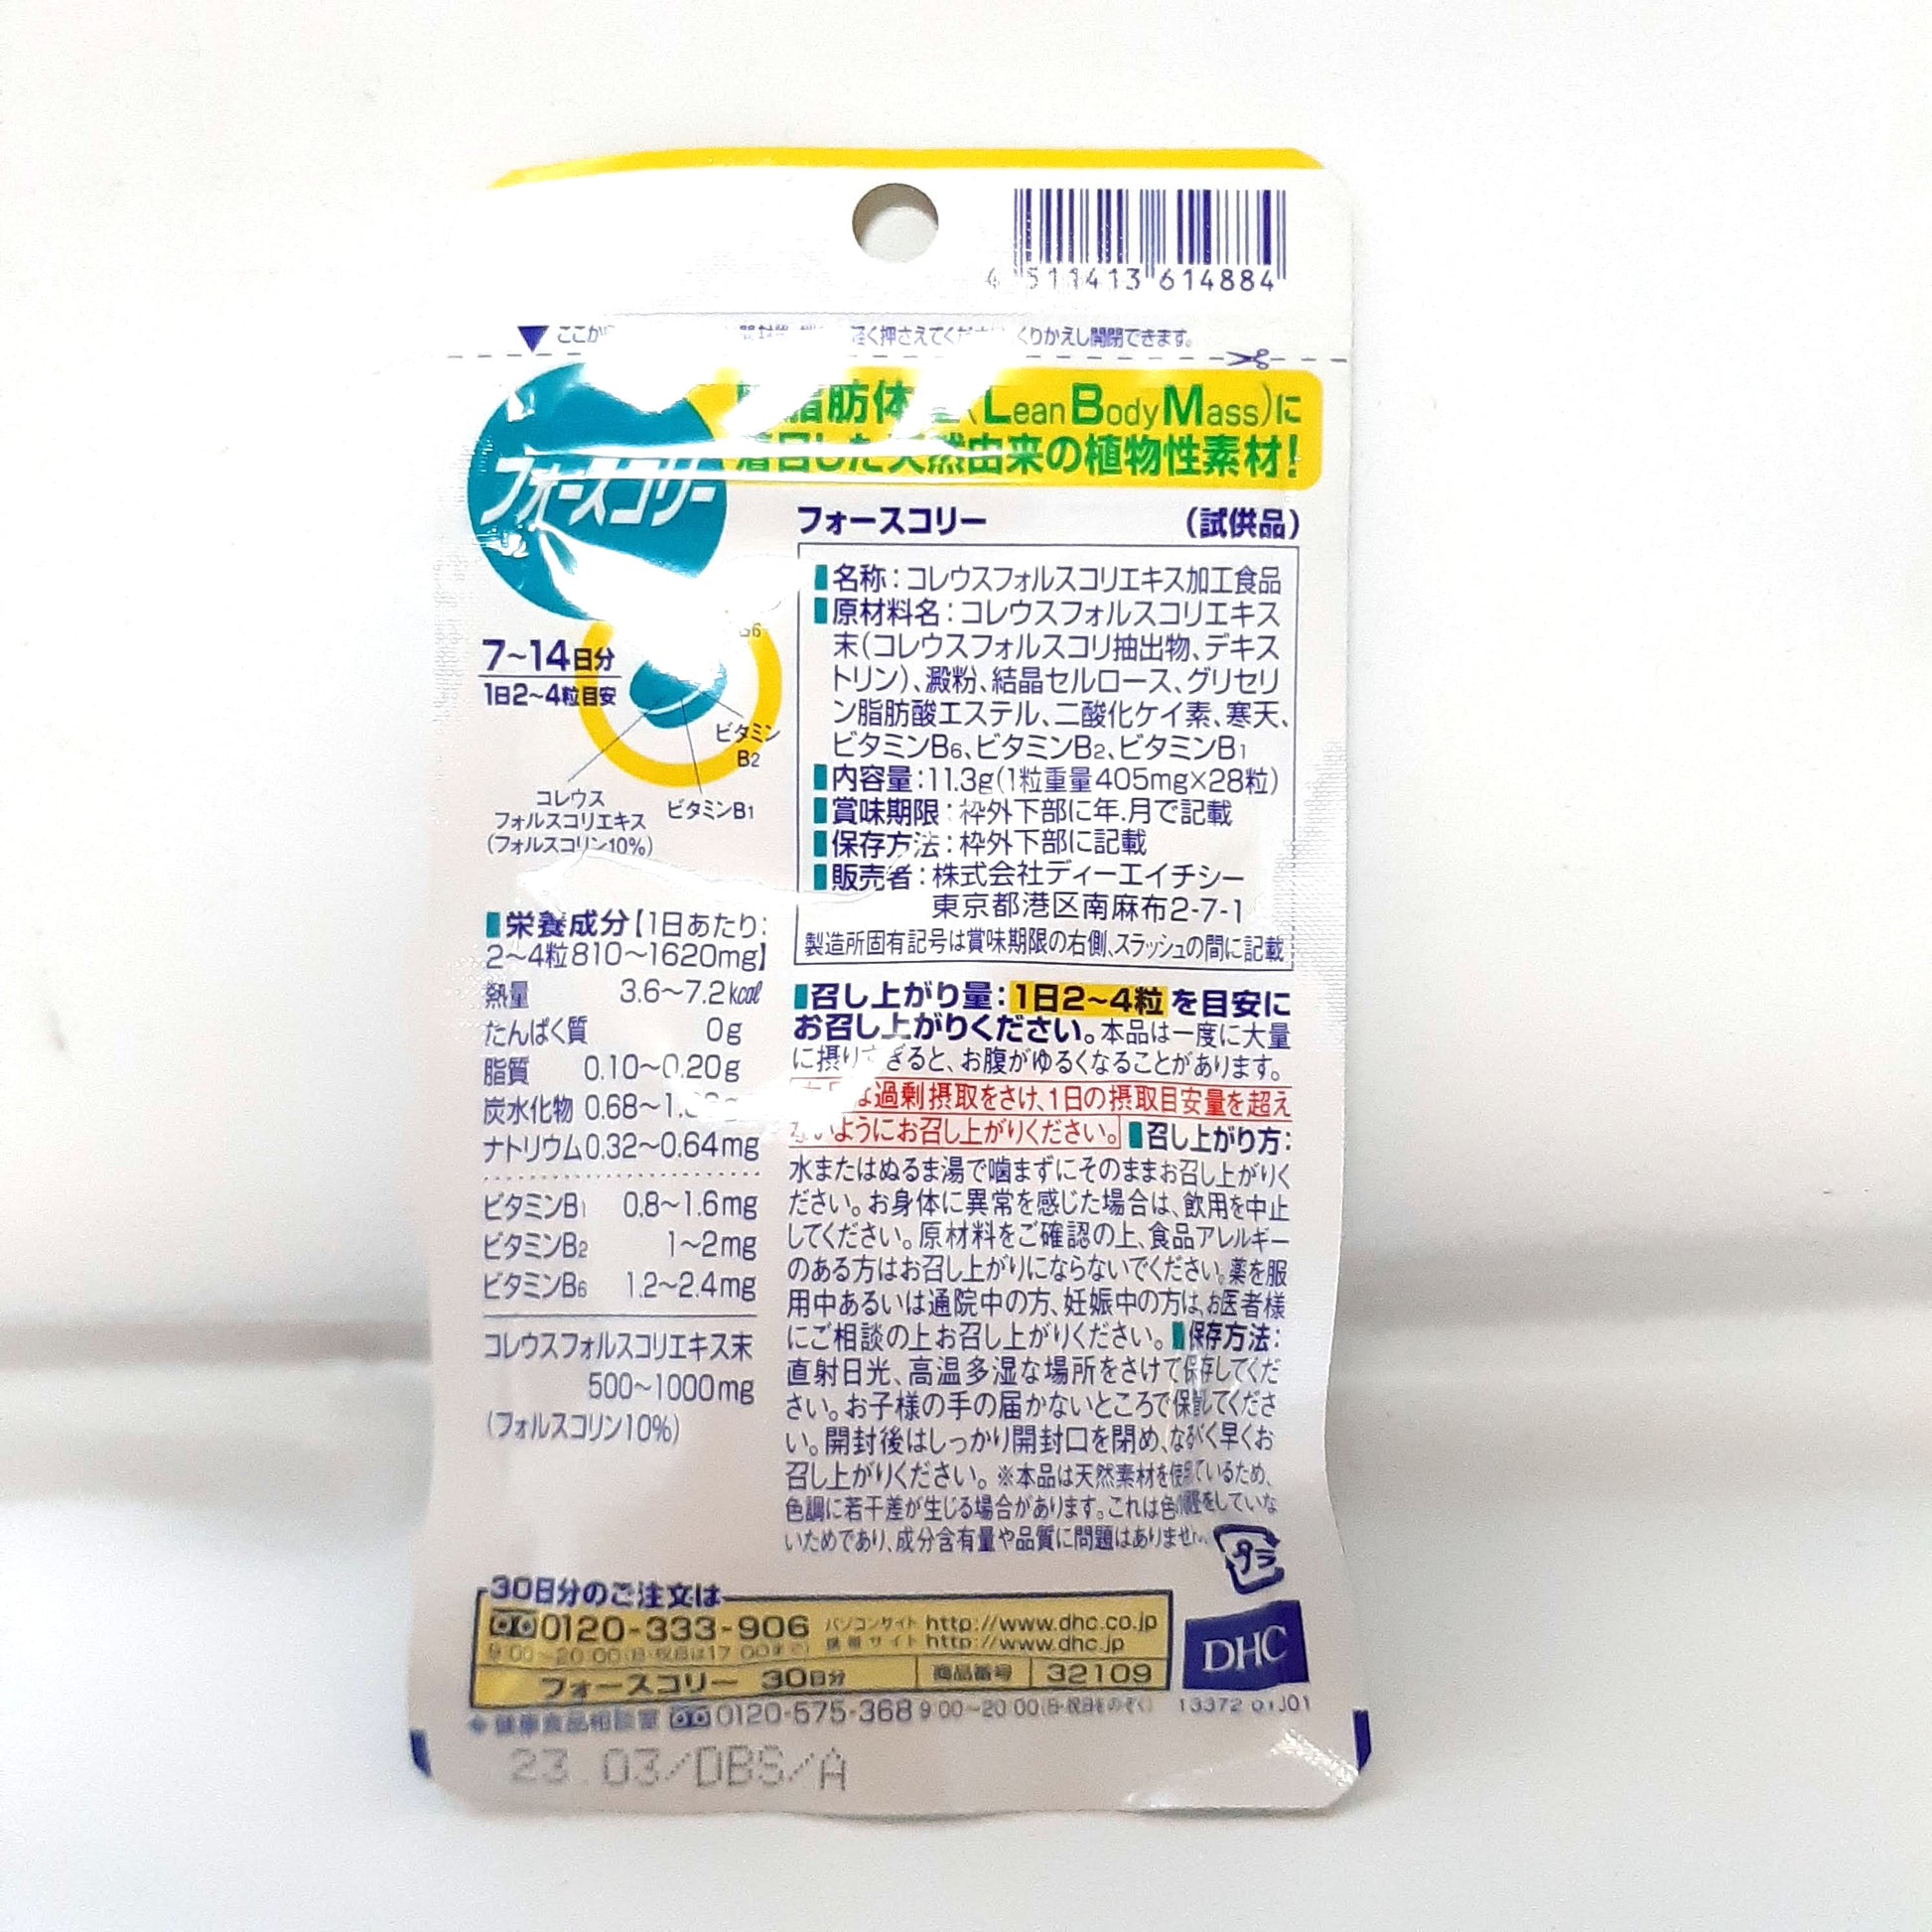 4 511413 614884
くりかえし開閉できます。
(Lean Body Mass)に
天然由来の植物性素材!
フォースコリー
7~14日分
1日2~4粒目安
ビタミン
B2
ビタミンB1
コレウス
フォルスコリエキス
(フォルスコリン10%)
■栄養成分【1日あたり:
2~4粒810~1620mg】
熱量 3.6~7.2kcal
たんぱく質 0g
脂質 0.10~0.20g
炭水化物 0.68~
ナトリウム0.32~0.64mg
ビタミンB1 0.8~1.6mg
ビタミンB2 1~2mg
ビタミンB6 1.2~2.4mg
コレウスフォルスコリエキス末
500~1000mg
(フォルスコリン10%)
フォースコリー (試供品)
■名称:コレウスフォルスコリエキス加工食品
■原材料名:コレウスフォルスコリエキス
末(コレウスフォルスコリ抽出物、デキス
トリン)、澱粉、結晶セルロース、グリセリ
ン脂肪酸エステル、二酸化ケイ素、寒天、
ビタミンB6、ビタミンB2、ビタミンB1
■内容量:11.3g(1粒重量405mg×28粒)
■賞味期限:枠外下部に年.月で記載
■保存方法:枠外下部に記載
■販売者:株式会社ディーエイチシー
東京都港区南麻布2-7-1
製造所固有記号は賞味期限の右側、スラッシュの間に記載
■召し上がり量:1日2~4粒を目安に
お召し上がりください。本品は一度に大量
に摂りすぎると、お腹がゆるくなることがあります。
過剰摂取をさけ、1日の摂取目安量を超え
ないようにお召し上がりください。■召し上がり方:
水またはぬるま湯で噛まずにそのままお召し上がりく
ださい。お身体に異常を感じた場合は、飲用を中止
してください。原材料をご確認の上、食品アレルギー
のある方はお召し上がりにならないでください。薬を服
用中あるいは通院中の方、妊娠中の方は、お医者様
にご相談の上お召し上がりください。■保存方法:
直射日光、高温多湿な場所をさけて保存してくだ
さい。お子様の手の届かないところで保管してくださ
い。開封後はしっかり開封口を閉め、なるべく早くお
召し上がりください。※本品は天然素材を使用しているため、
色調に若干差が生じる場合があります。これは色調調整をしていな
いためであり、成分含有量や品質に問題はありません。
プラ
30日分のご注文は
0120-333-906 パソコンサイト http://www.dhc.co.jp
9:00~20:00(日・祝日は17:00まで) 携帯サイト http://www.dhc.jp
フォースコリー 30日分 商品番号 32109
DHC
健康食品相談室 0120-575-368 9:00~20:00(日・祝日をのぞく) 13372 01J01
23.03/DBS/A